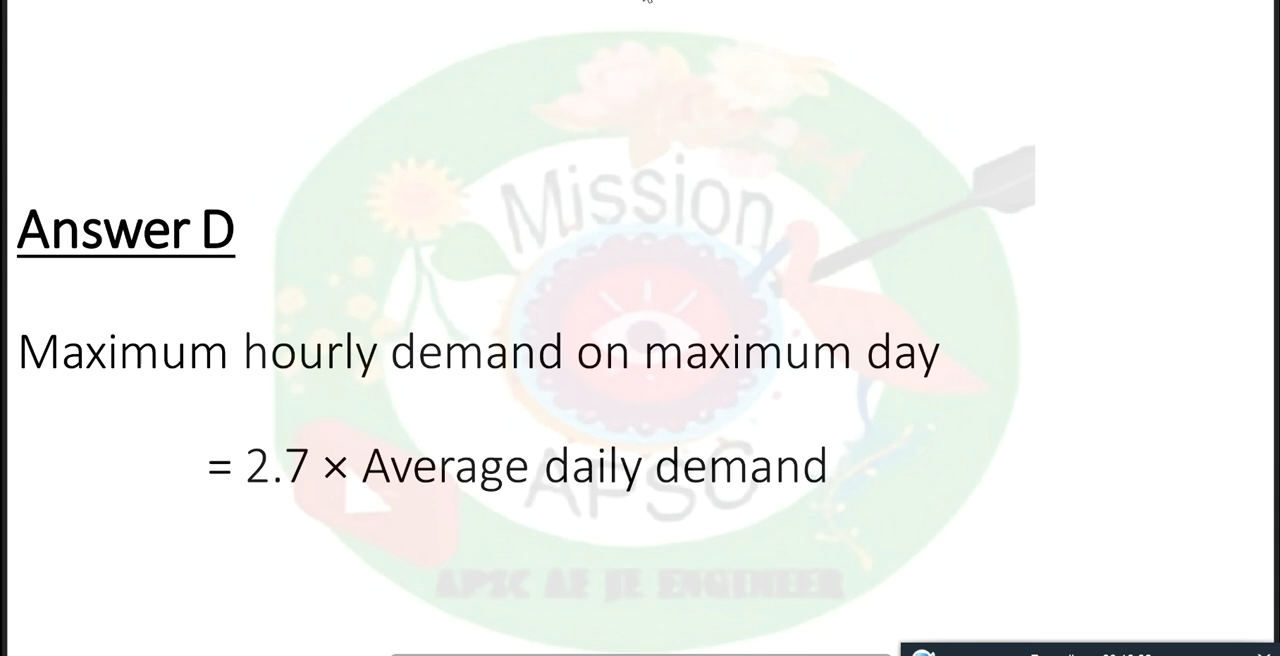 Mission
Answer D
Maximum hourly demand on maximum day
= 2.7 × Average daily demand
APSC
APSC AE JE ENGINEER